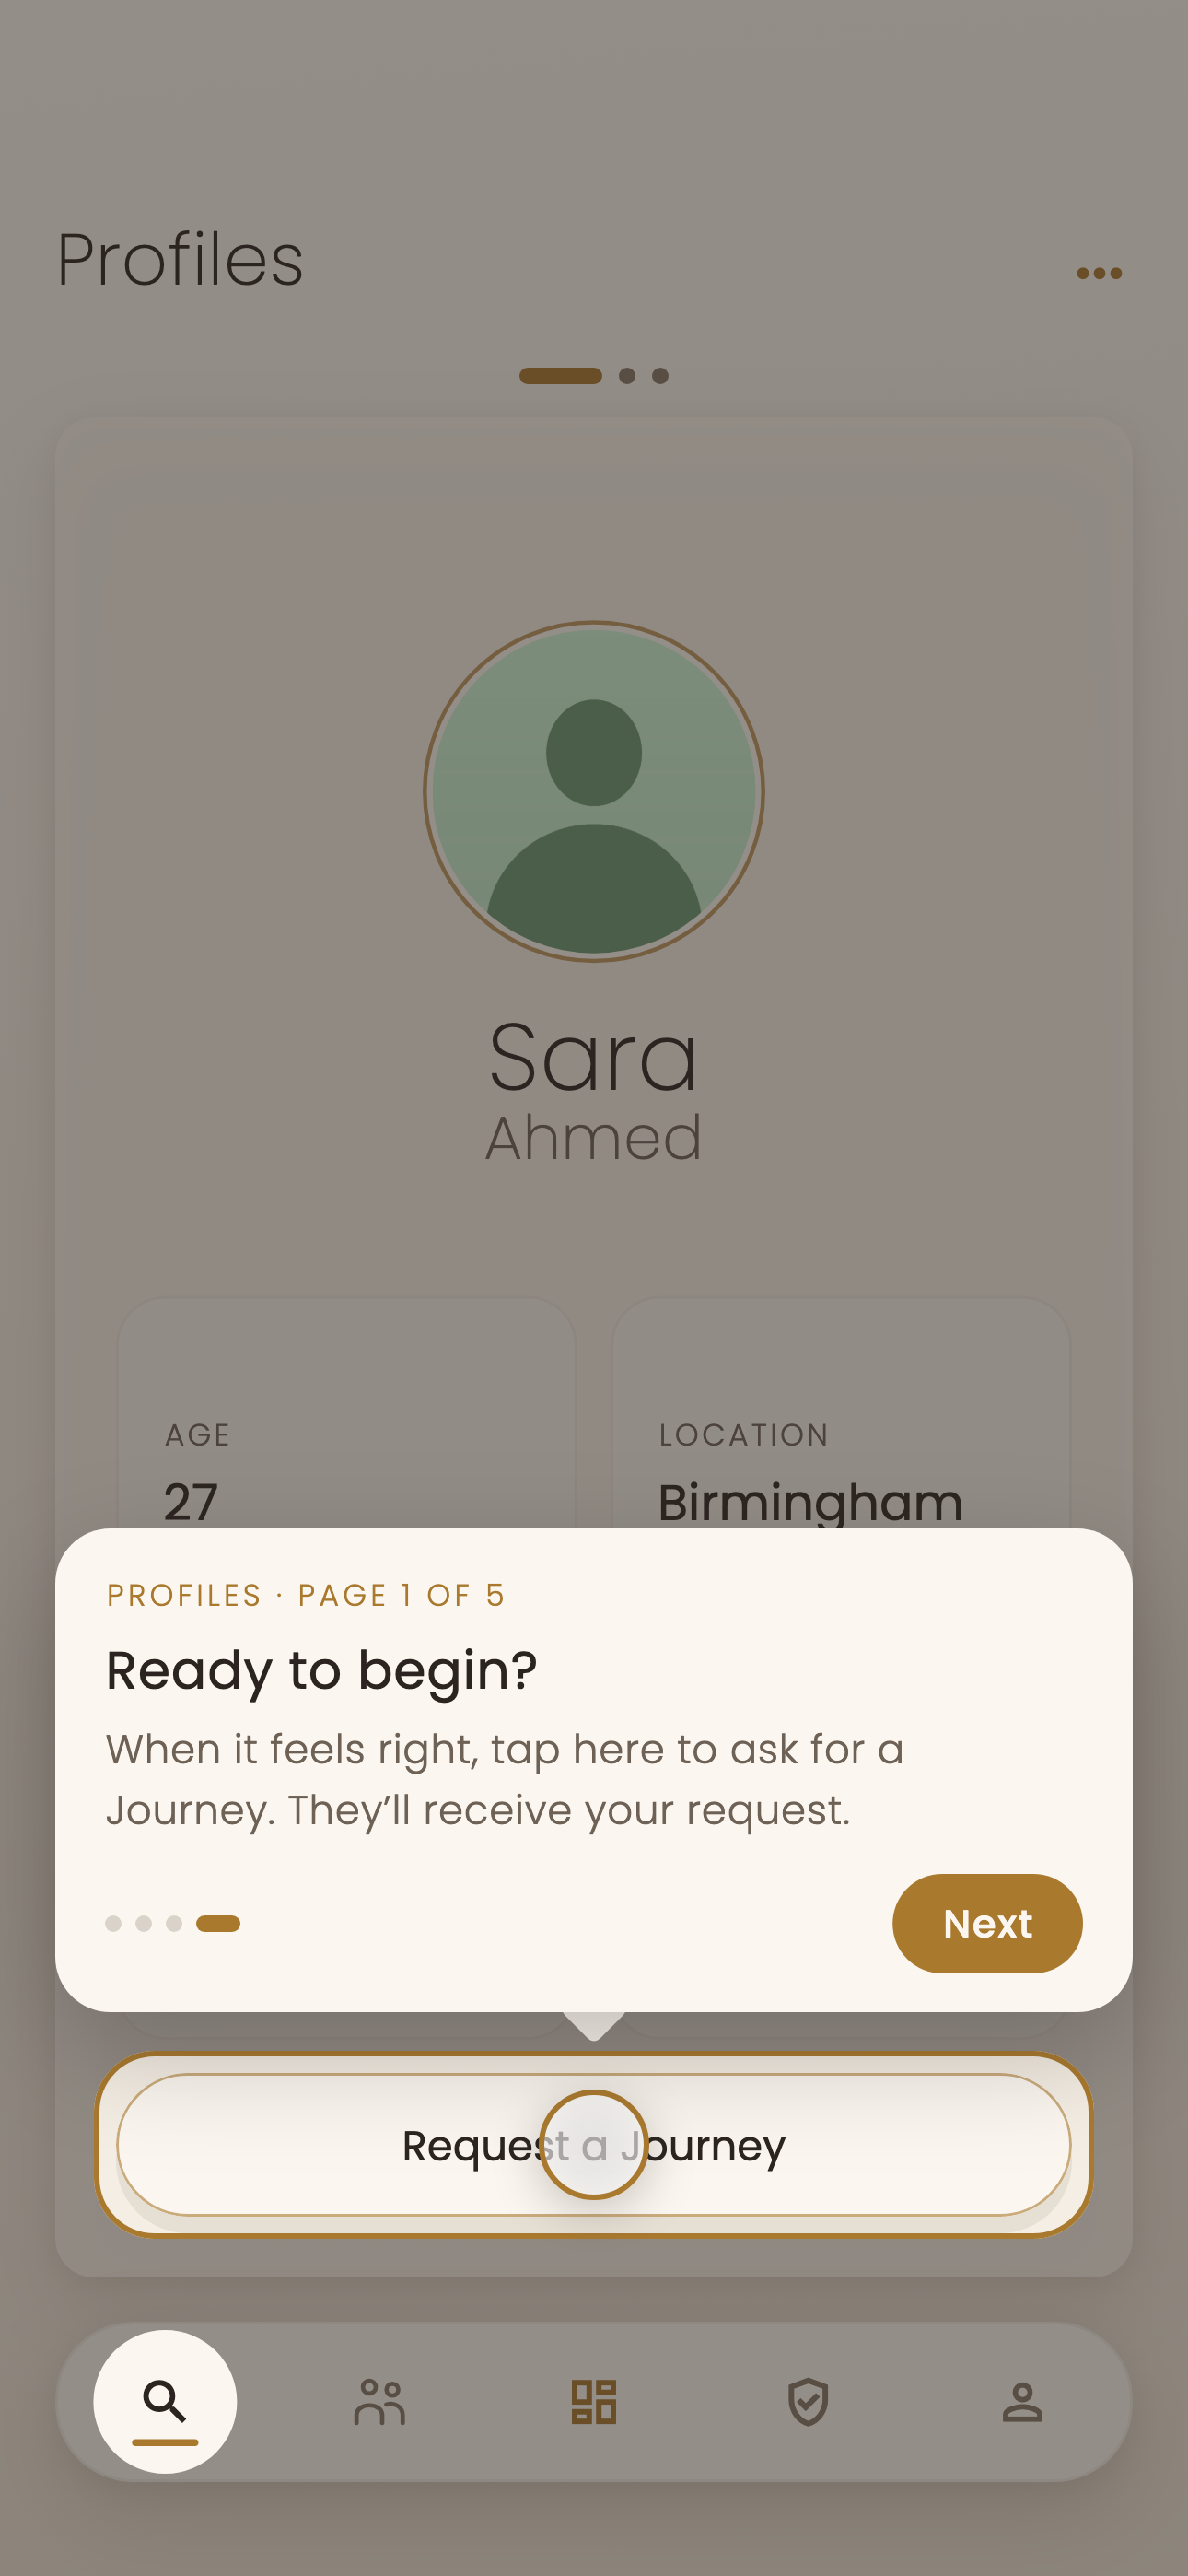 Profiles
Sara
Ahmed
AGE
LOCATION
27
Birmingham
PROFILES · PAGE 1 OF 5
Ready to begin?
When it feels right, tap here to ask for a
Journey. They’ll receive your request.
Next
Request a Journey